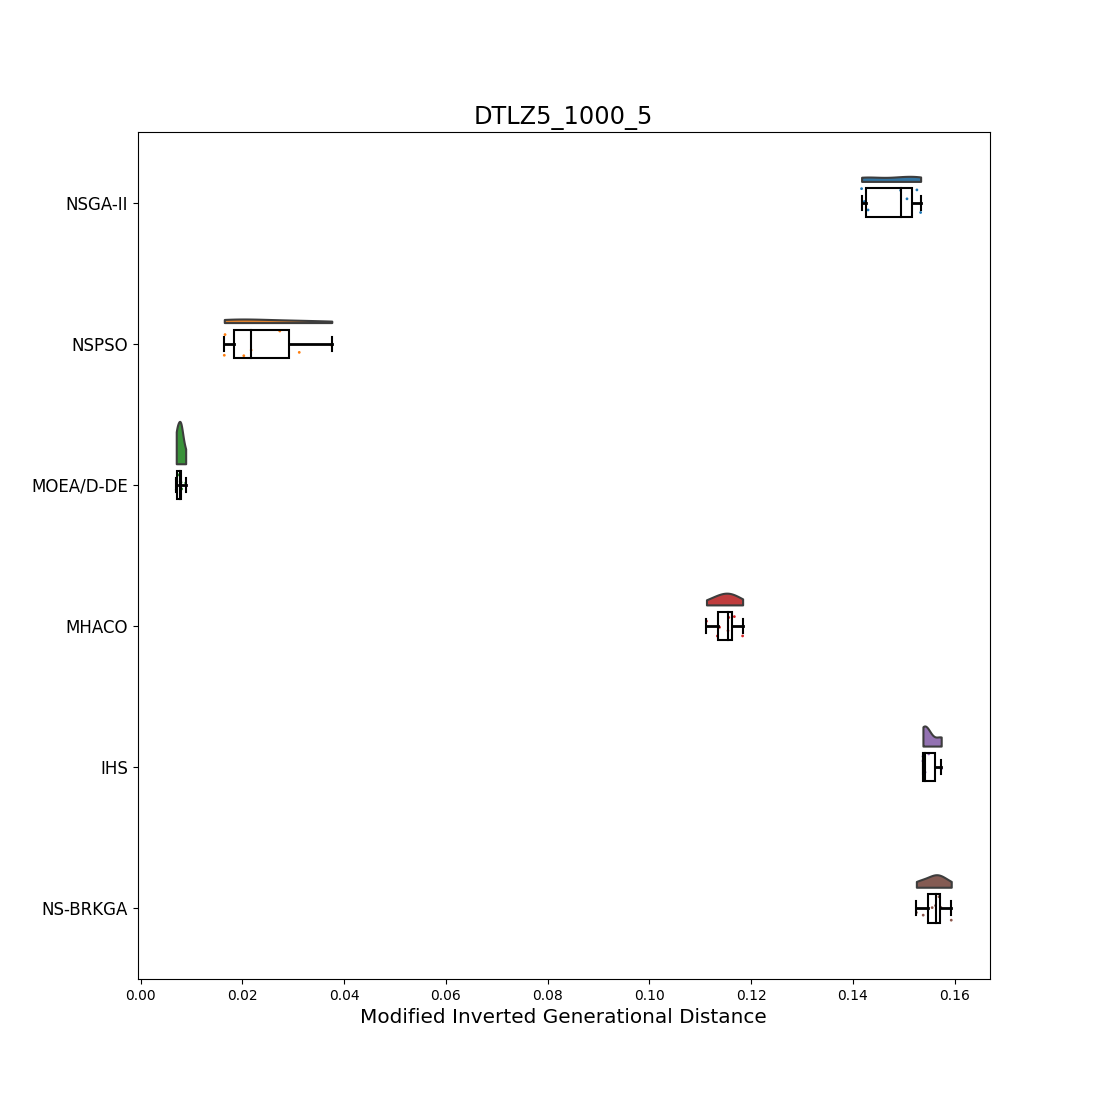 DTLZ5_1000_5
NSGA-II
NSPSO
MOEA/D-DE
MHACO
IHS
NS-BRKGA
0.00 0.02 0.04 0.06 0.08 0.10 0.12 0.14 0.16
Modified Inverted Generational Distance